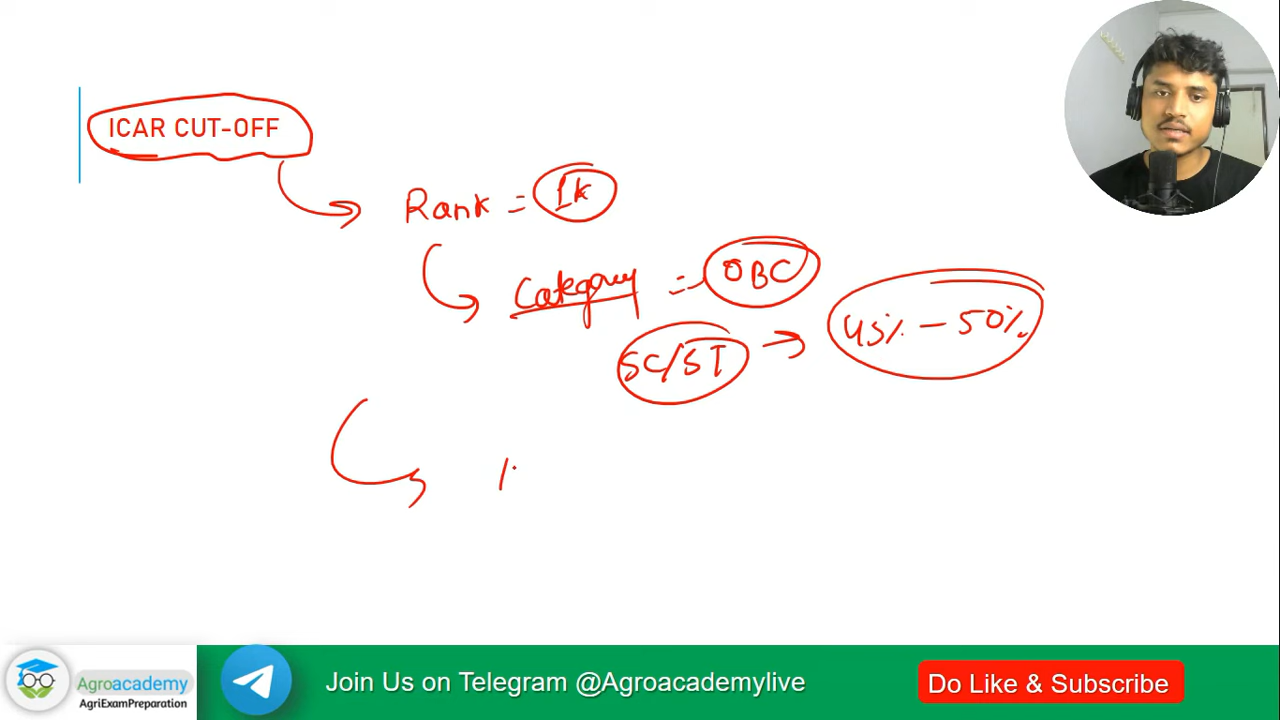 ICAR CUT-OFF
Rank = 1k
Category = OBC
SC/ST → 45% – 50%
Agroacademy
AgriExamPreparation
Join Us on Telegram @Agroacademylive
Do Like & Subscribe